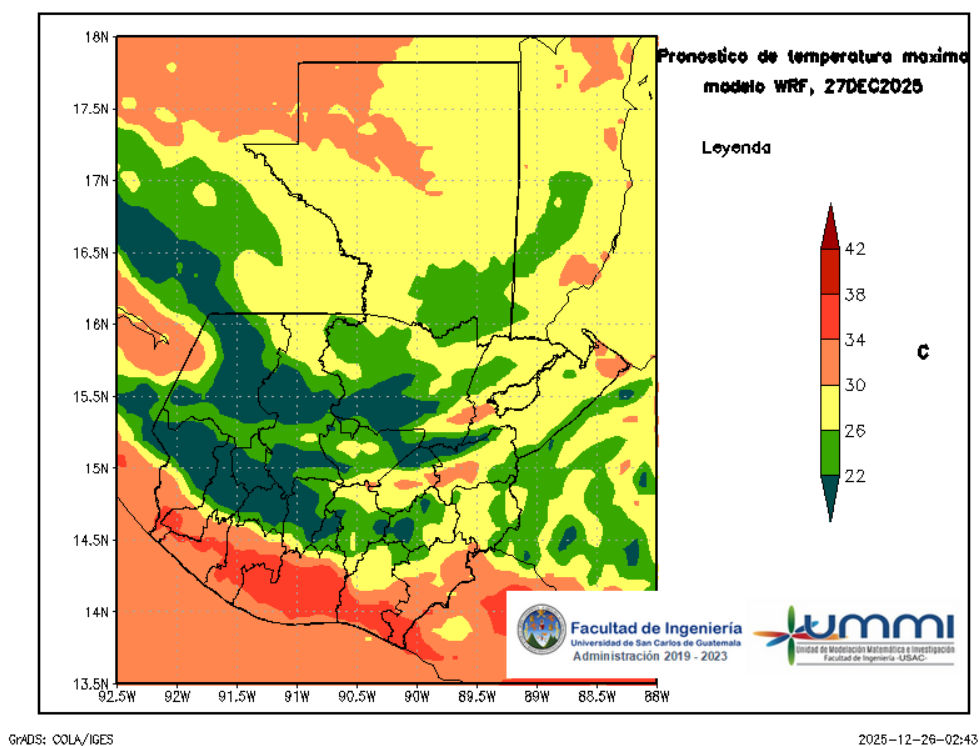 Pronostico de temperatura maxima
modelo WRF, 27DEC2025
Leyenda
42
38
34
30
26
22
C
18N
17.5N
17N
16.5N
16N
15.5N
15N
14.5N
14N
13.5N
92.5W
92W
91.5W
91W
90.5W
90W
89.5W
89W
88.5W
88W
Facultad de Ingeniería
Universidad de San Carlos de Guatemala
Administración 2019 - 2023
ummi
Unidad de Modelación Matemática e Investigación
Facultad de Ingeniería -USAC-
GrADS: COLA/IGES
2025-12-26-02:43